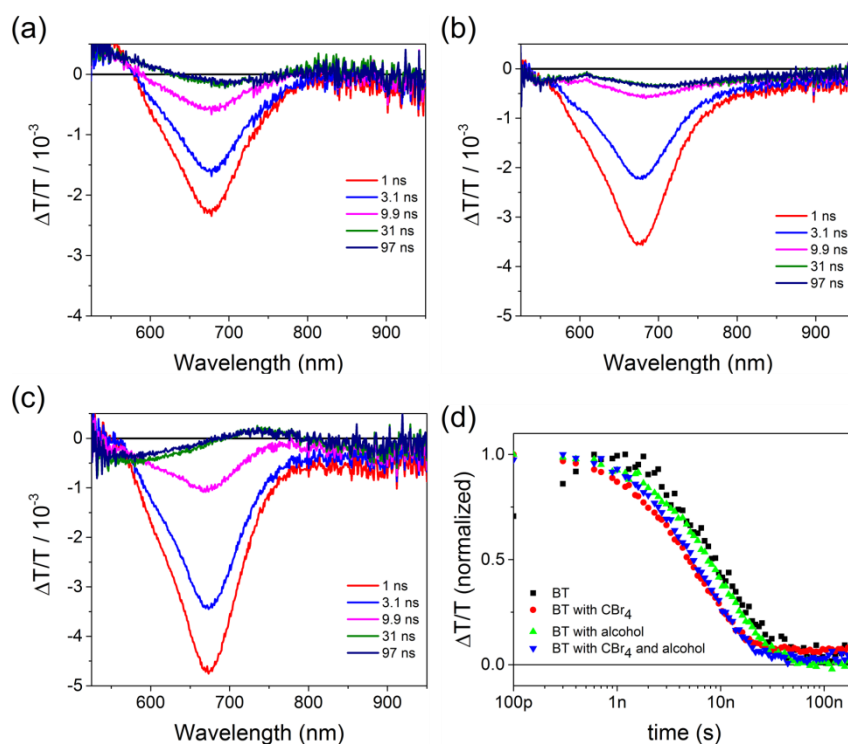 (a)
0
-1
-2
-3
-4
ΔT/T / 10⁻³
600 700 800 900
Wavelength (nm)
1 ns
3.1 ns
9.9 ns
31 ns
97 ns
(b)
0
-1
-2
-3
-4
-5
ΔT/T / 10⁻³
600 700 800 900
Wavelength (nm)
1 ns
3.1 ns
9.9 ns
31 ns
97 ns
(c)
0
-1
-2
-3
-4
-5
ΔT/T / 10⁻³
600 700 800 900
Wavelength (nm)
1 ns
3.1 ns
9.9 ns
31 ns
97 ns
(d)
1.0
0.5
0.0
ΔT/T (normalized)
BT
BT with CBr₄
BT with alcohol
BT with CBr₄ and alcohol
100p 1n 10n 100n
time (s)